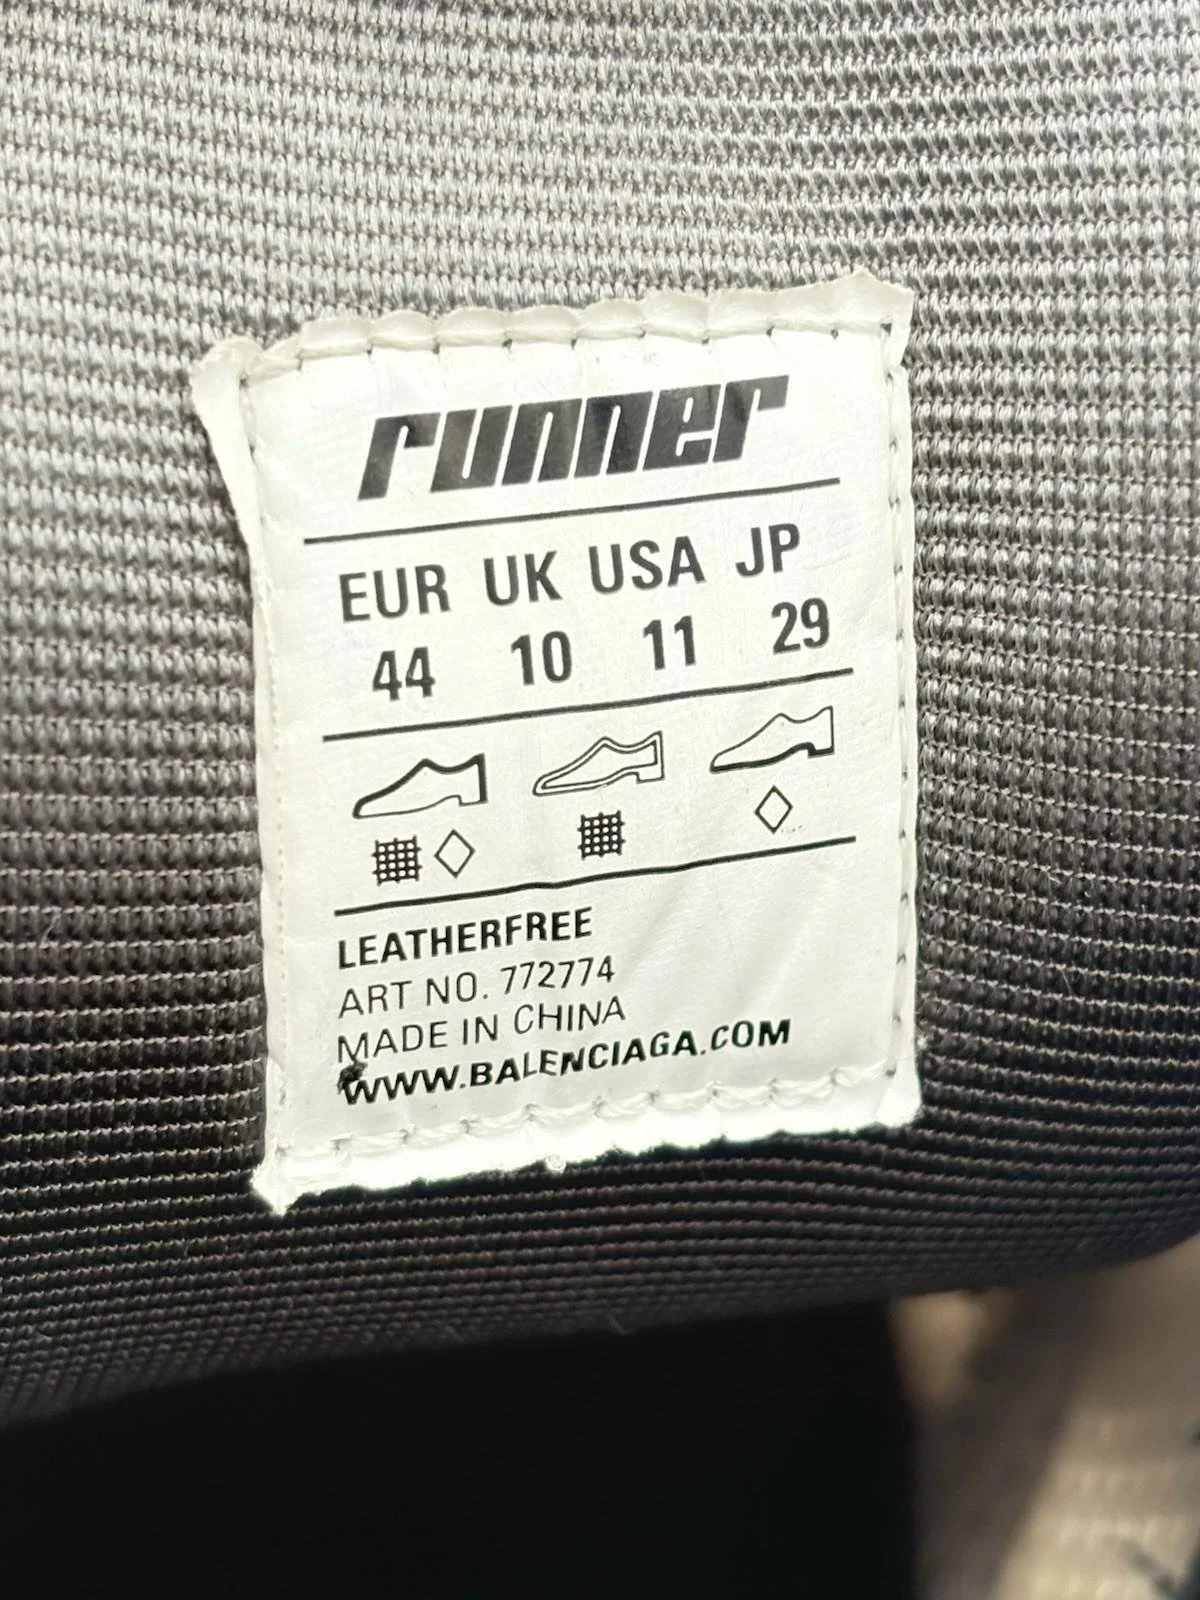 runner
EUR UK USA JP
44 10 11 29
LEATHERFREE
ART NO. 772774
MADE IN CHINA
WWW.BALENCIAGA.COM